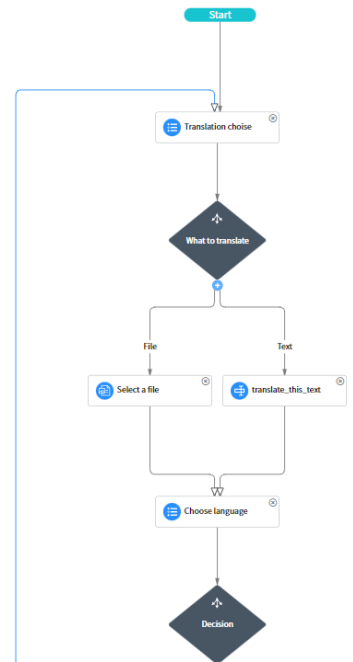 Start
Translation choise
What to translate
File
Text
Select a file
translate_this_text
Choose language
Decision